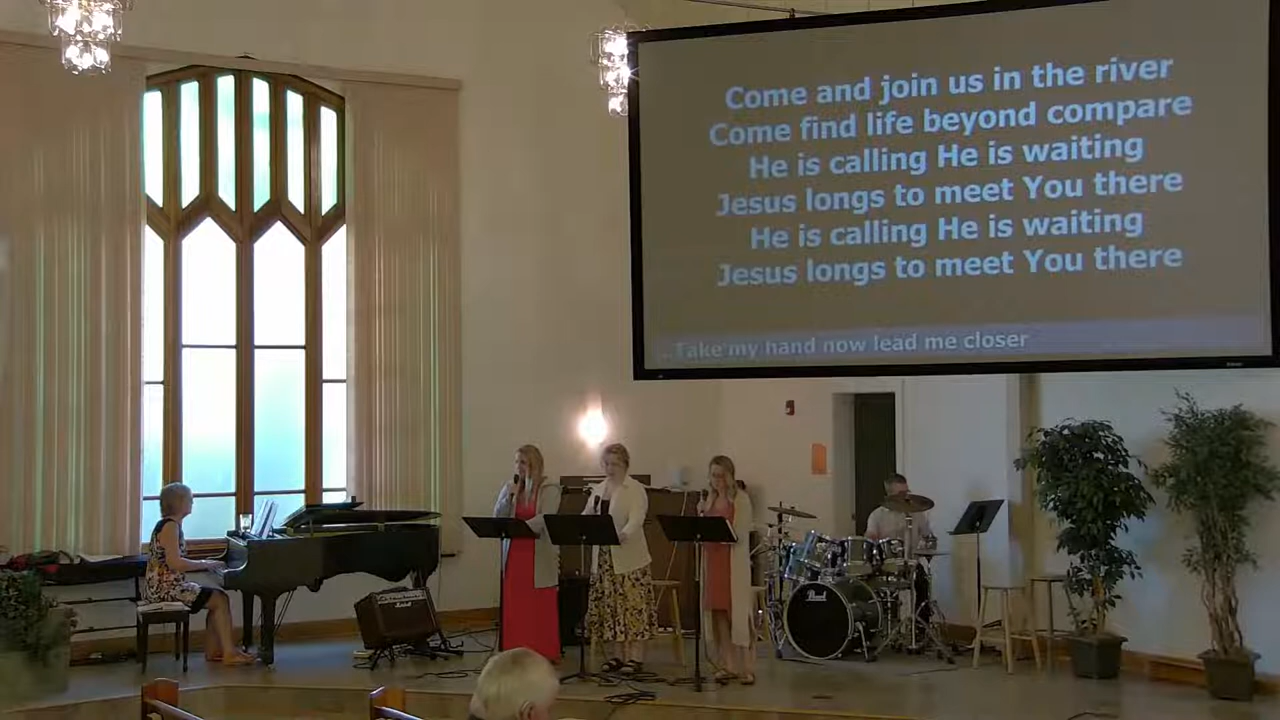 Come and join us in the river
Come find life beyond compare
He is calling He is waiting
Jesus longs to meet You there
He is calling He is waiting
Jesus longs to meet You there
...Take my hand now lead me closer
Marshall
Pearl